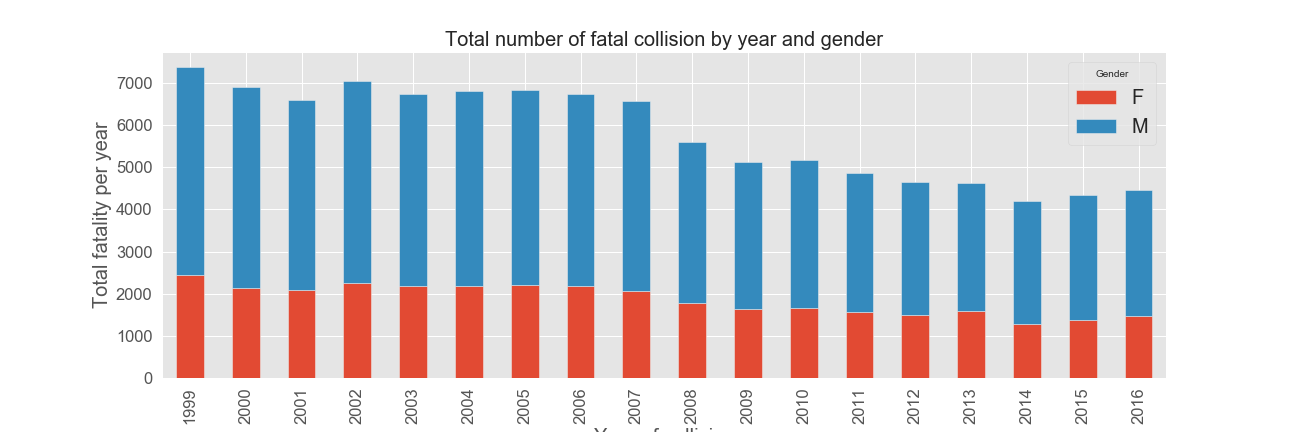 Total number of fatal collision by year and gender
Total fatality per year
7000
6000
5000
4000
3000
2000
1000
0
Gender
F
M
1999 2000 2001 2002 2003 2004 2005 2006 2007 2008 2009 2010 2011 2012 2013 2014 2015 2016